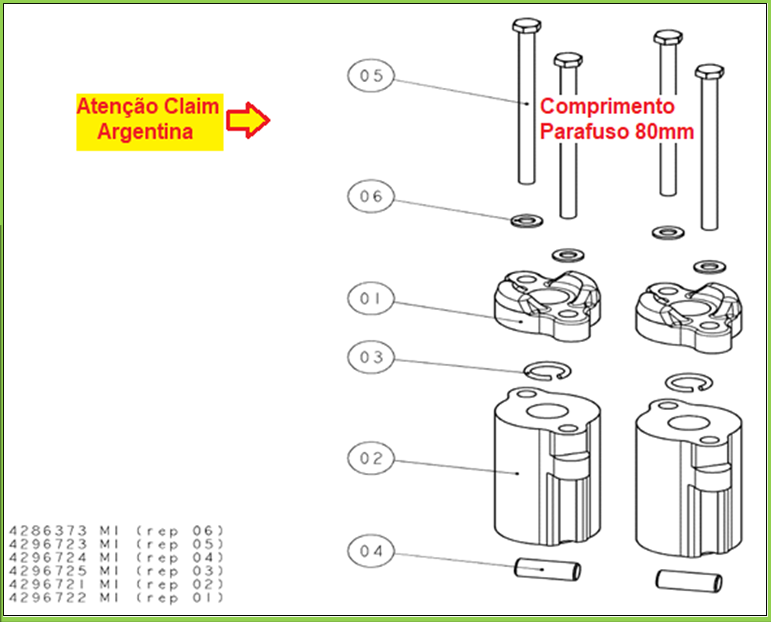 05
Atenção Claim
Argentina
Comprimento
Parafuso 80mm
06
01
03
02
04
4286373 MI (rep 06)
4296723 MI (rep 05)
4296724 MI (rep 04)
4296725 MI (rep 03)
4296721 MI (rep 02)
4296722 MI (rep 01)